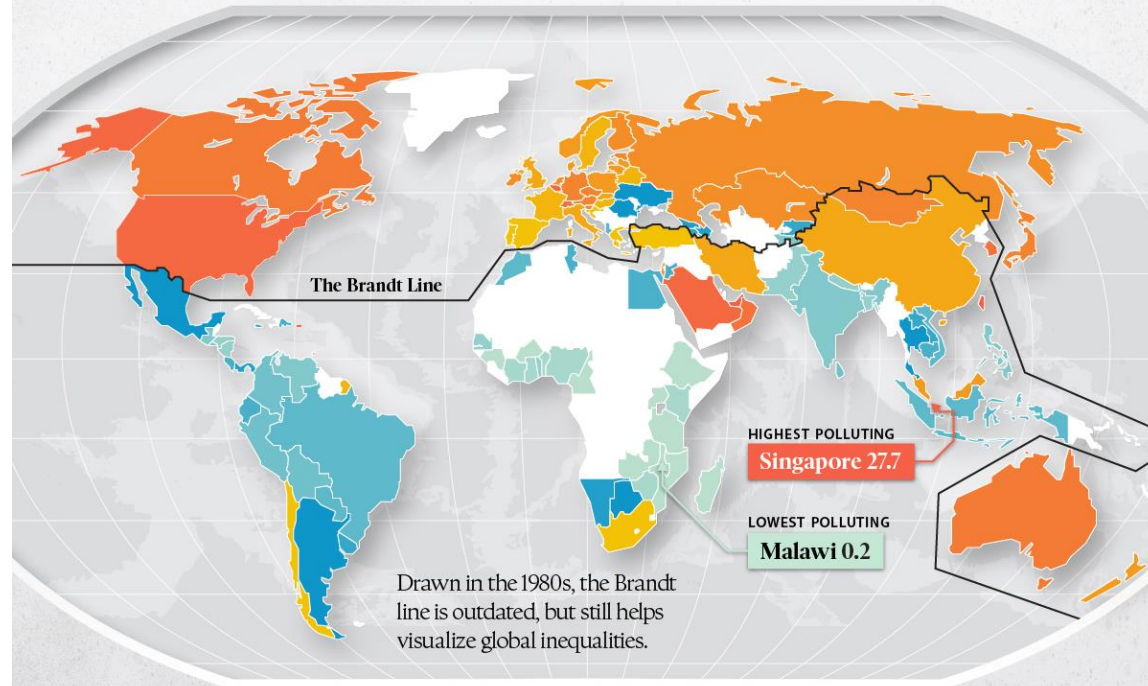 The Brandt Line
HIGHEST POLLUTING
Singapore 27.7
LOWEST POLLUTING
Malawi 0.2
Drawn in the 1980s, the Brandt
line is outdated, but still helps
visualize global inequalities.